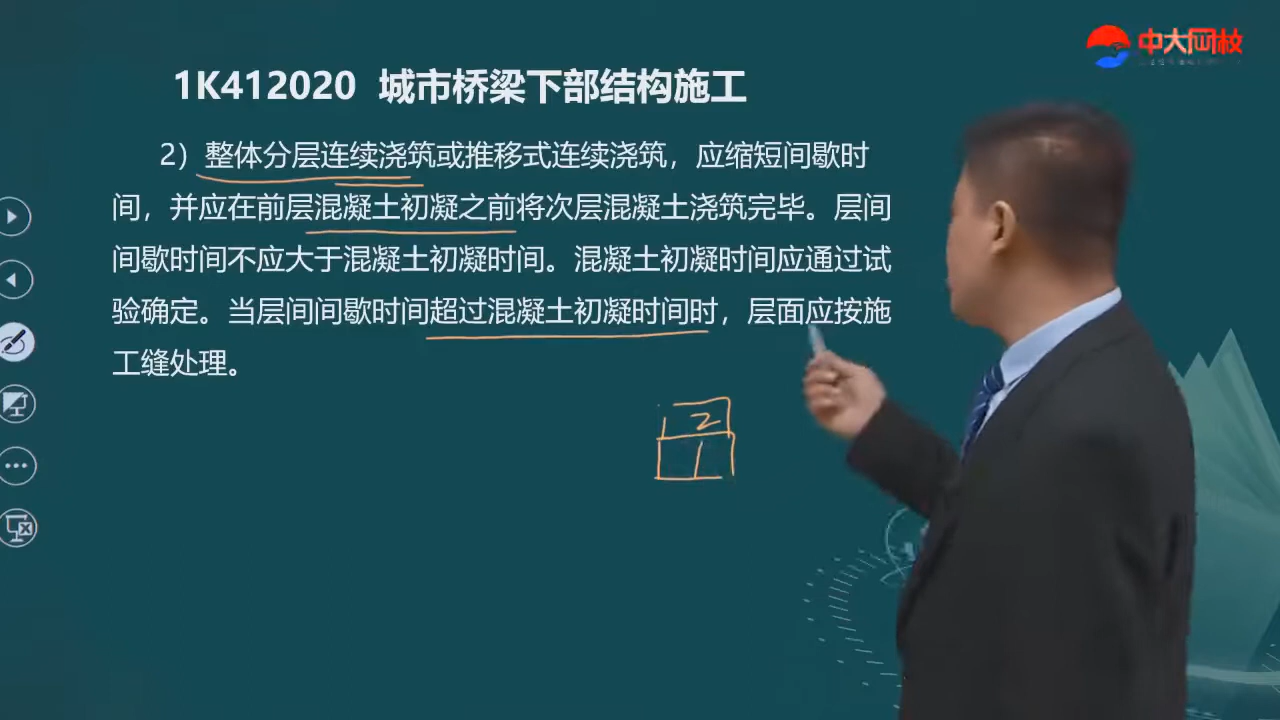 中大网校
1K412020 城市桥梁下部结构施工
2）整体分层连续浇筑或推移式连续浇筑，应缩短间歇时
间，并应在前层混凝土初凝之前将次层混凝土浇筑完毕。层间
间歇时间不应大于混凝土初凝时间。混凝土初凝时间应通过试
验确定。当层间间歇时间超过混凝土初凝时间时，层面应按施
工缝处理。
2
1